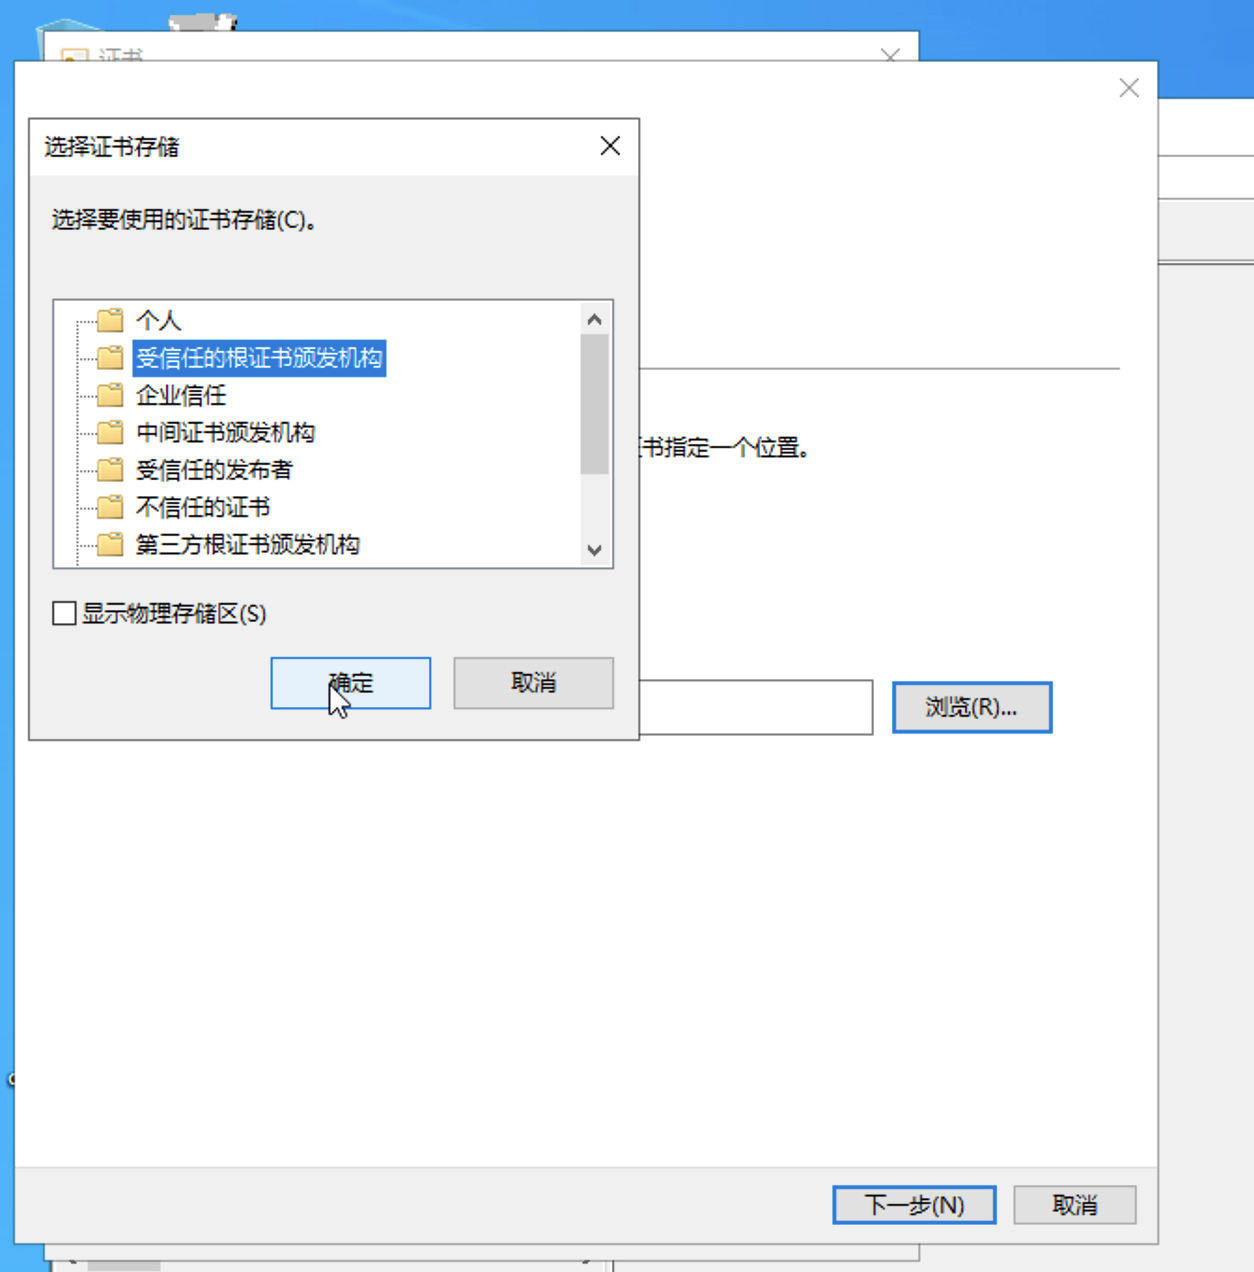 证书
选择证书存储
选择要使用的证书存储(C)。
个人
受信任的根证书颁发机构
企业信任
中间证书颁发机构
受信任的发布者
不信任的证书
第三方根证书颁发机构
书指定一个位置。
显示物理存储区(S)
确定
取消
浏览(R)...
下一步(N)
取消